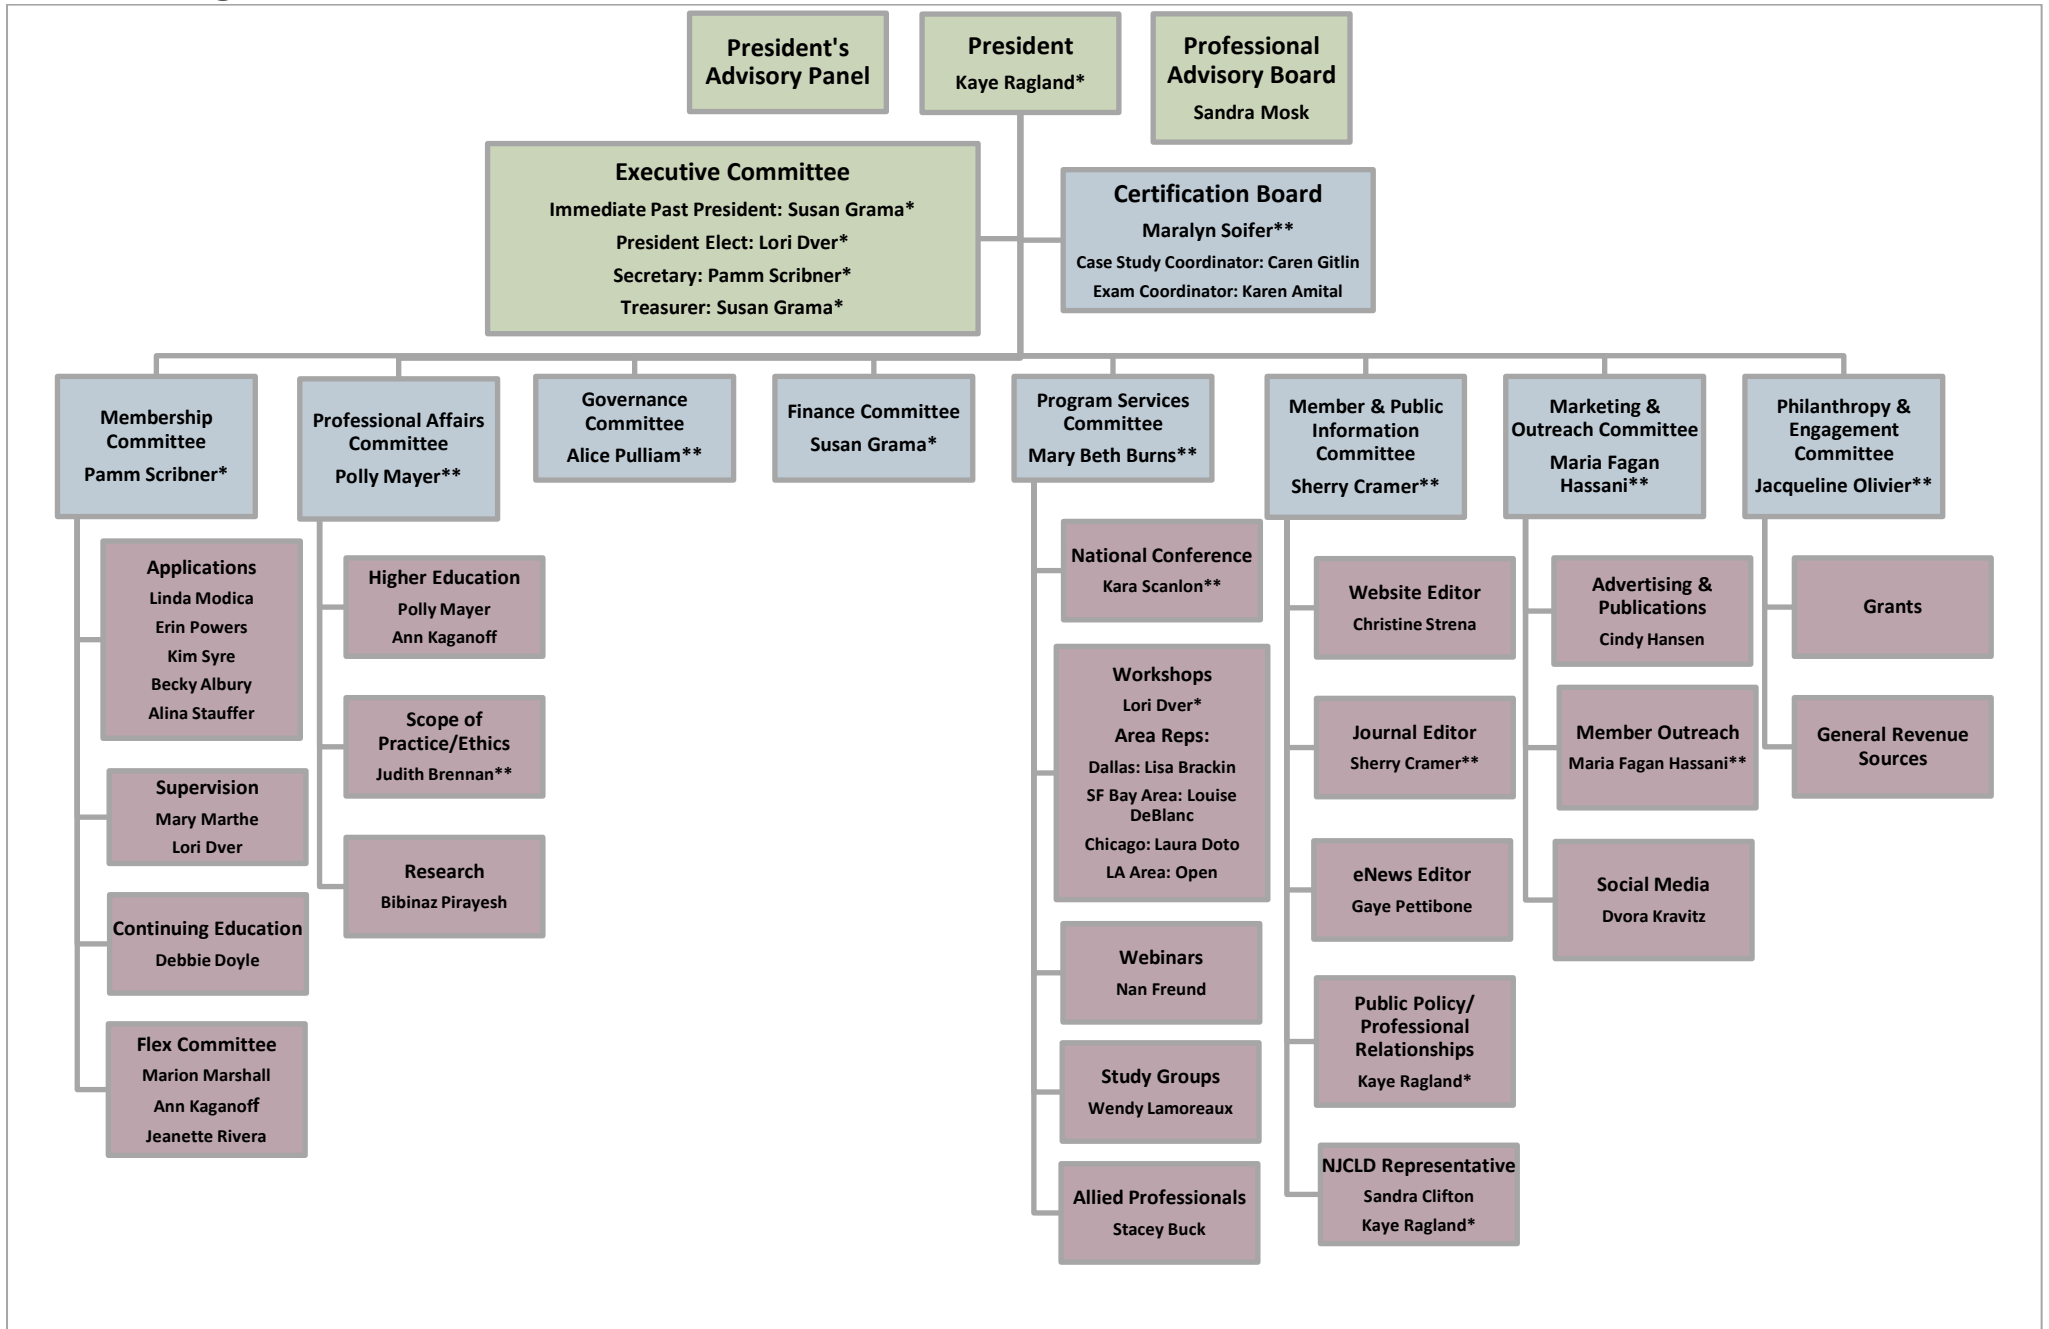 President's
Advisory Panel
President
Kaye Ragland*
Professional
Advisory Board
Sandra Mosk
Executive Committee
Immediate Past President: Susan Grama*
President Elect: Lori Dver*
Secretary: Pamm Scribner*
Treasurer: Susan Grama*
Certification Board
Maralyn Soifer**
Case Study Coordinator: Caren Gitlin
Exam Coordinator: Karen Amital
Membership
Committee
Pamm Scribner*
Applications
Linda Modica
Erin Powers
Kim Syre
Becky Albury
Alina Stauffer
Supervision
Mary Marthe
Lori Dver
Continuing Education
Debbie Doyle
Flex Committee
Marion Marshall
Ann Kaganoff
Jeanette Rivera
Professional Affairs
Committee
Polly Mayer**
Higher Education
Polly Mayer
Ann Kaganoff
Scope of
Practice/Ethics
Judith Brennan**
Research
Bibinaz Pirayesh
Governance
Committee
Alice Pulliam**
Finance Committee
Susan Grama*
Program Services
Committee
Mary Beth Burns**
National Conference
Kara Scanlon**
Workshops
Lori Dver*
Area Reps:
Dallas: Lisa Brackin
SF Bay Area: Louise
DeBlanc
Chicago: Laura Doto
LA Area: Open
Webinars
Nan Freund
Study Groups
Wendy Lamoreaux
Allied Professionals
Stacey Buck
Member & Public
Information
Committee
Sherry Cramer**
Website Editor
Christine Strena
Journal Editor
Sherry Cramer**
eNews Editor
Gaye Pettibone
Public Policy/
Professional
Relationships
Kaye Ragland*
NJCLD Representative
Sandra Clifton
Kaye Ragland*
Marketing &
Outreach Committee
Maria Fagan
Hassani**
Advertising &
Publications
Cindy Hansen
Member Outreach
Maria Fagan Hassani**
Social Media
Dvora Kravitz
Philanthropy &
Engagement
Committee
Jacqueline Olivier**
Grants
General Revenue
Sources